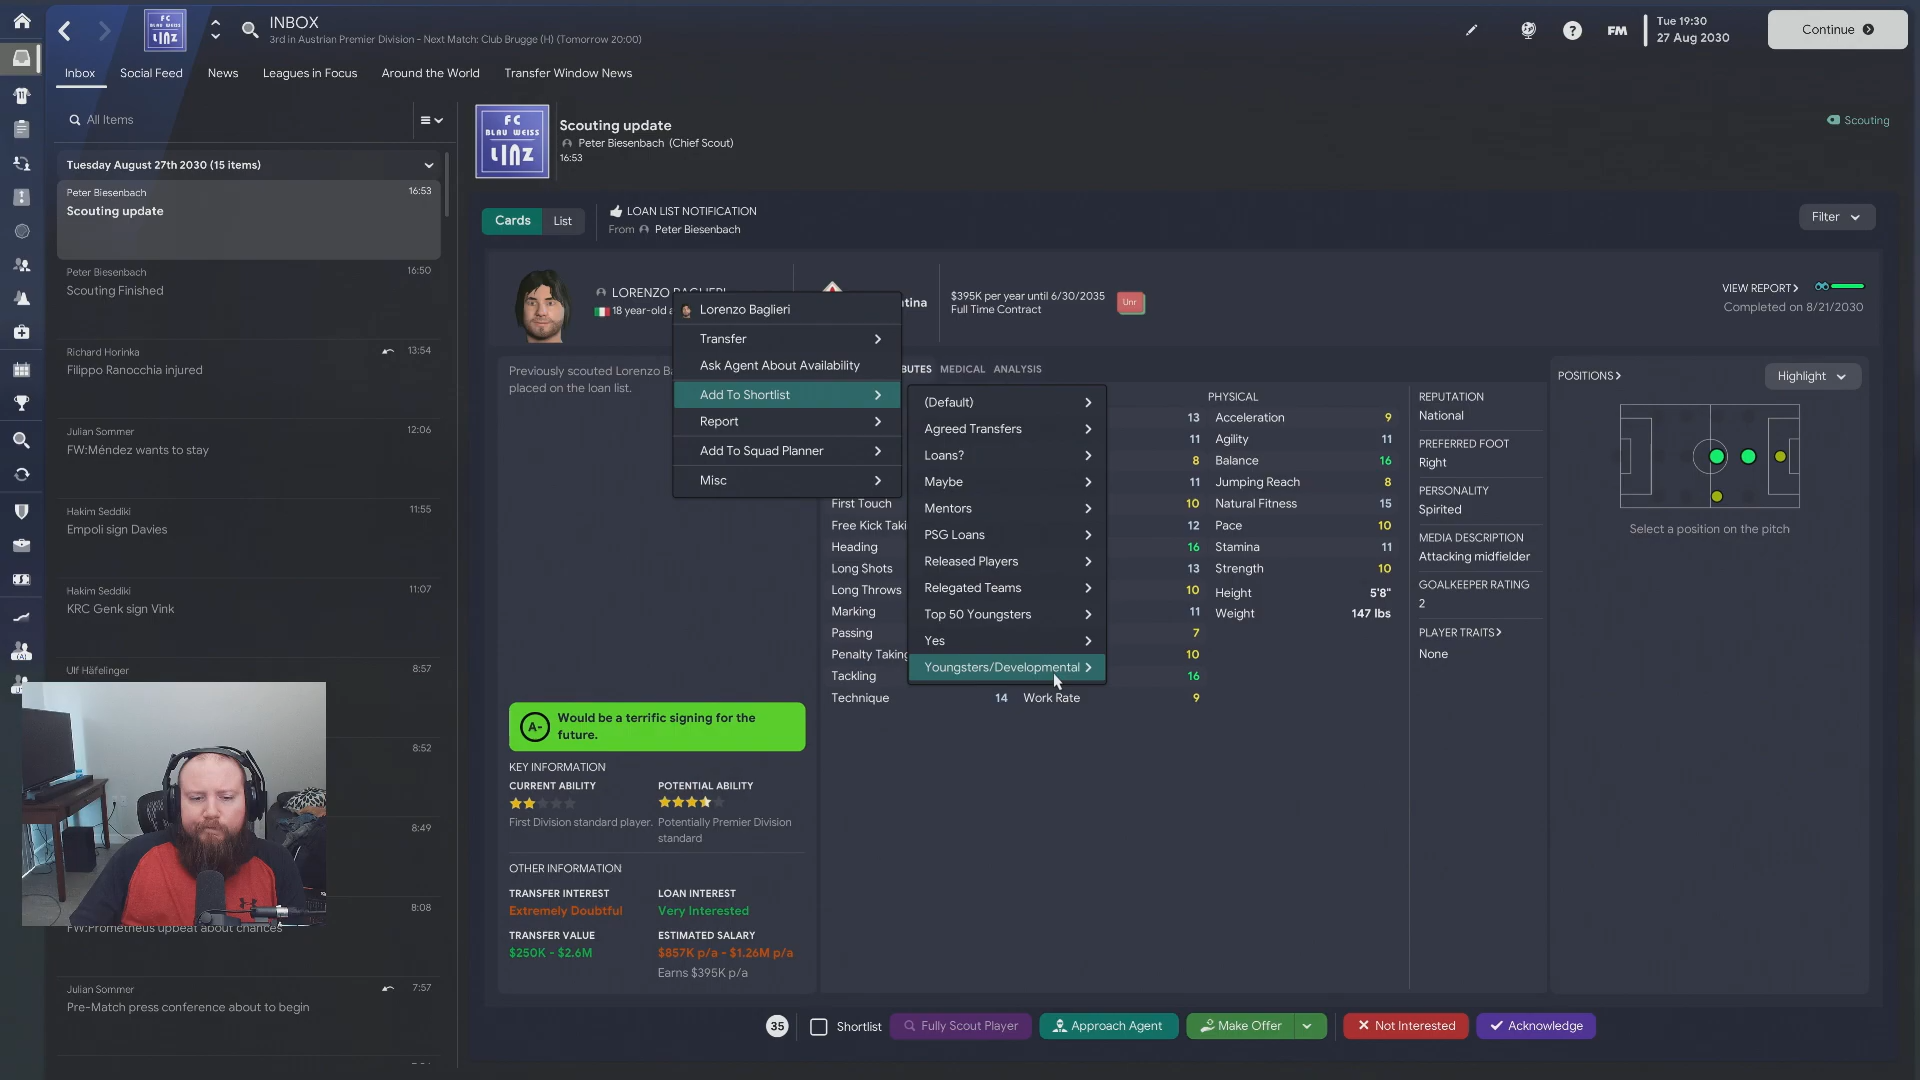 INBOX
3rd in Austrian Premier Division - Next Match: Club Brugge (H) (Tomorrow 20:00)
FM
Tue 19:30
27 Aug 2030
Continue
Inbox
Social Feed
News
Leagues in Focus
Around the World
Transfer Window News
All Items
Tuesday August 27th 2030 (15 items)
Peter Biesenbach
16:53
Scouting update
Peter Biesenbach
16:50
Scouting Finished
Richard Horinka
13:54
Filippo Ranocchia injured
Julian Sommer
12:06
FW:Méndez wants to stay
Hakim Seddiki
11:55
Empoli sign Davies
Hakim Seddiki
11:07
KRC Genk sign Vink
Ulf Häfelinger
8:57
8:52
8:49
8:08
FW:Prometheus upbeat about chances
Julian Sommer
7:57
Pre-Match press conference about to begin
FC
BLAU WEISS
LINZ
Scouting update
Peter Biesenbach (Chief Scout)
16:53
Scouting
Cards
List
LOAN LIST NOTIFICATION
From Peter Biesenbach
Filter
LORENZO BAGLIERI
18 year-old
ntina
$395K per year until 6/30/2035
Full Time Contract
Unr
VIEW REPORT
Completed on 8/21/2030
Previously scouted Lorenzo Ba
placed on the loan list.
Lorenzo Baglieri
Transfer
Ask Agent About Availability
Add To Shortlist
Report
Add To Squad Planner
Misc
(Default)
Agreed Transfers
Loans?
Maybe
Mentors
PSG Loans
Released Players
Relegated Teams
Top 50 Youngsters
Yes
Youngsters/Developmental
BUTES
MEDICAL
ANALYSIS
First Touch
Free Kick Taki
Heading
Long Shots
Long Throws
Marking
Passing
Penalty Taking
Tackling
Technique 14
Work Rate 9
13
11
8
11
10
12
16
13
10
11
7
10
16
PHYSICAL
Acceleration 9
Agility 11
Balance 16
Jumping Reach 8
Natural Fitness 15
Pace 10
Stamina 11
Strength 10
Height 5'8"
Weight 147 lbs
REPUTATION
National
PREFERRED FOOT
Right
PERSONALITY
Spirited
MEDIA DESCRIPTION
Attacking midfielder
GOALKEEPER RATING
2
PLAYER TRAITS
None
POSITIONS
Highlight
Select a position on the pitch
A-
Would be a terrific signing for the
future.
KEY INFORMATION
CURRENT ABILITY
POTENTIAL ABILITY
First Division standard player.
Potentially Premier Division
standard
OTHER INFORMATION
TRANSFER INTEREST
Extremely Doubtful
LOAN INTEREST
Very Interested
TRANSFER VALUE
$250K - $2.6M
ESTIMATED SALARY
$857K p/a - $1.26M p/a
Earns $395K p/a
35
Shortlist
Fully Scout Player
Approach Agent
Make Offer
Not Interested
Acknowledge